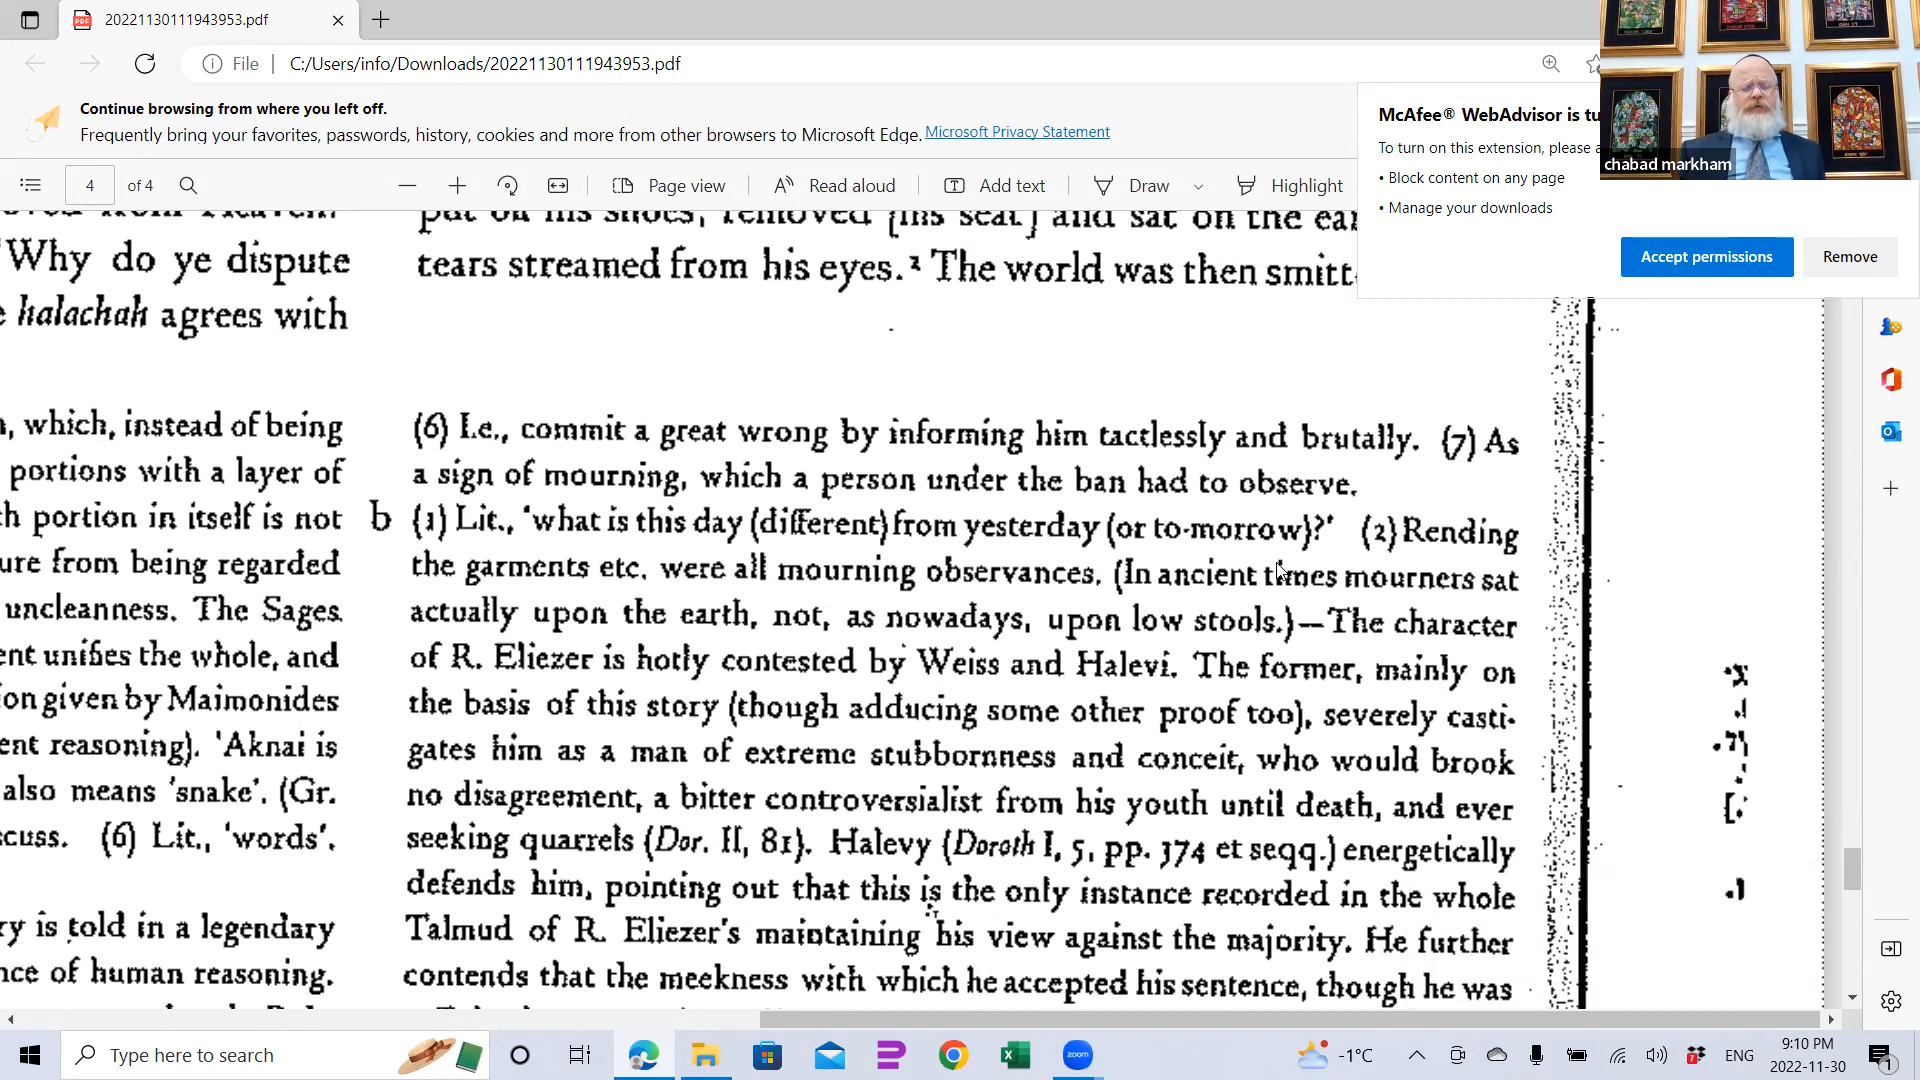 20221130111943953.pdf
File
C:/Users/info/Downloads/20221130111943953.pdf
Continue browsing from where you left off.
Frequently bring your favorites, passwords, history, cookies and more from other browsers to Microsoft Edge. Microsoft Privacy Statement
McAfee® WebAdvisor is tu
To turn on this extension, please a
• Block content on any page
• Manage your downloads
Accept permissions
Remove
chabad markham
4 of 4
Page view
Read aloud
Add text
Draw
Highlight
'Why do ye dispute
halachah agrees with
, which, instead of being
portions with a layer of
h portion in itself is not
ure from being regarded
uncleanness. The Sages
ent unifies the whole, and
on given by Maimonides
ent reasoning). 'Aknai is
also means 'snake'. (Gr.
cuss. (6) Lit., 'words'.
ry is told in a legendary
nce of human reasoning.
put on his shoes, removed [his seat] and sat on the ea
tears streamed from his eyes.² The world was then smitt
(6) I.e., commit a great wrong by informing him tactlessly and brutally. (7) As
a sign of mourning, which a person under the ban had to observe.
b (1) Lit., 'what is this day (different) from yesterday (or to-morrow)?' (2) Rending
the garments etc. were all mourning observances. (In ancient times mourners sat
actually upon the earth, not, as nowadays, upon low stools.)—The character
of R. Eliezer is hotly contested by Weiss and Halevi. The former, mainly on
the basis of this story (though adducing some other proof too), severely casti-
gates him as a man of extreme stubbornness and conceit, who would brook
no disagreement, a bitter controversialist from his youth until death, and ever
seeking quarrels (Dor. II, 81). Halevy (Doroth I, 5, pp. 374 et seqq.) energetically
defends him, pointing out that this is the only instance recorded in the whole
Talmud of R. Eliezer's maintaining his view against the majority. He further
contends that the meekness with which he accepted his sentence, though he was
Type here to search
zoom
-1°C
ENG
9:10 PM
2022-11-30
1